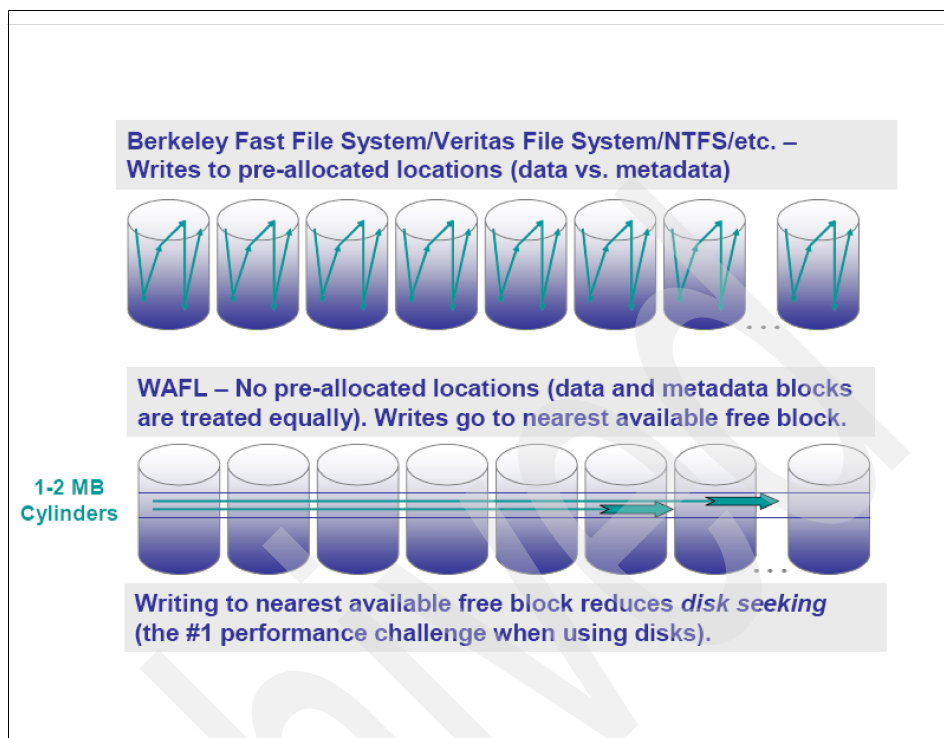 Berkeley Fast File System/Veritas File System/NTFS/etc. –
Writes to pre-allocated locations (data vs. metadata)
...
WAFL – No pre-allocated locations (data and metadata blocks
are treated equally). Writes go to nearest available free block.
1-2 MB
Cylinders
...
Writing to nearest available free block reduces disk seeking
(the #1 performance challenge when using disks).